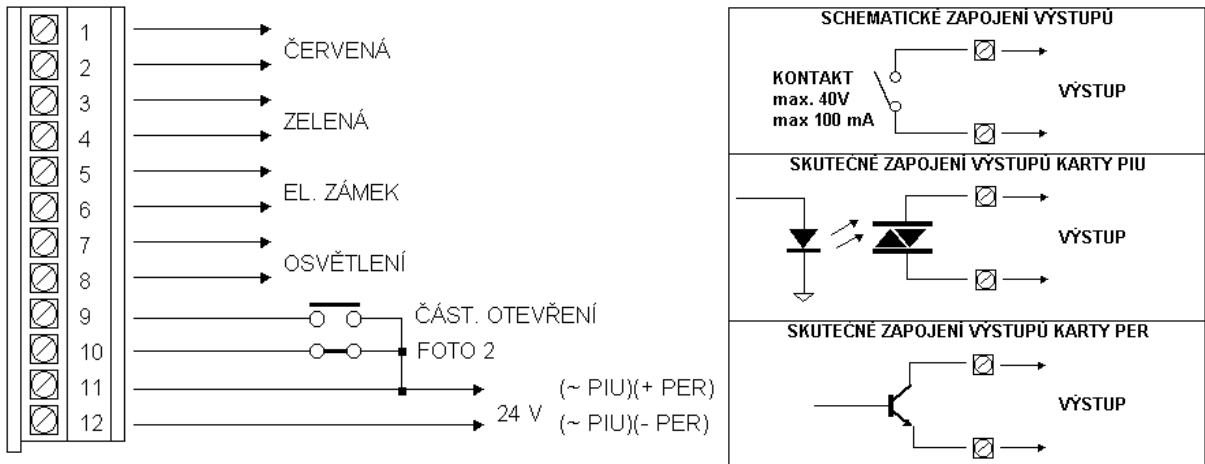 1
2
ČERVENÁ
3
4
ZELENÁ
5
6
EL. ZÁMEK
7
8
OSVĚTLENÍ
9
ČÁST. OTEVŘENÍ
10
FOTO 2
11
(~ PIU)(+ PER)
24 V
12
(~ PIU)(- PER)
SCHEMATICKÉ ZAPOJENÍ VÝSTUPŮ
KONTAKT
max. 40V
max 100 mA
VÝSTUP
SKUTEČNÉ ZAPOJENÍ VÝSTUPŮ KARTY PIU
VÝSTUP
SKUTEČNÉ ZAPOJENÍ VÝSTUPŮ KARTY PER
VÝSTUP